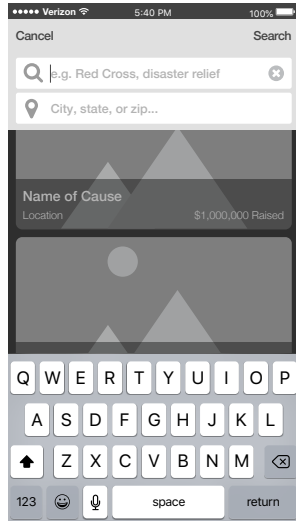 ●●●●● Verizon 5:40 PM 100%
Cancel Search
e.g. Red Cross, disaster relief
City, state, or zip...
Name of Cause
Location $1,000,000 Raised
Q W E R T Y U I O P
A S D F G H J K L
Z X C V B N M
123 space return